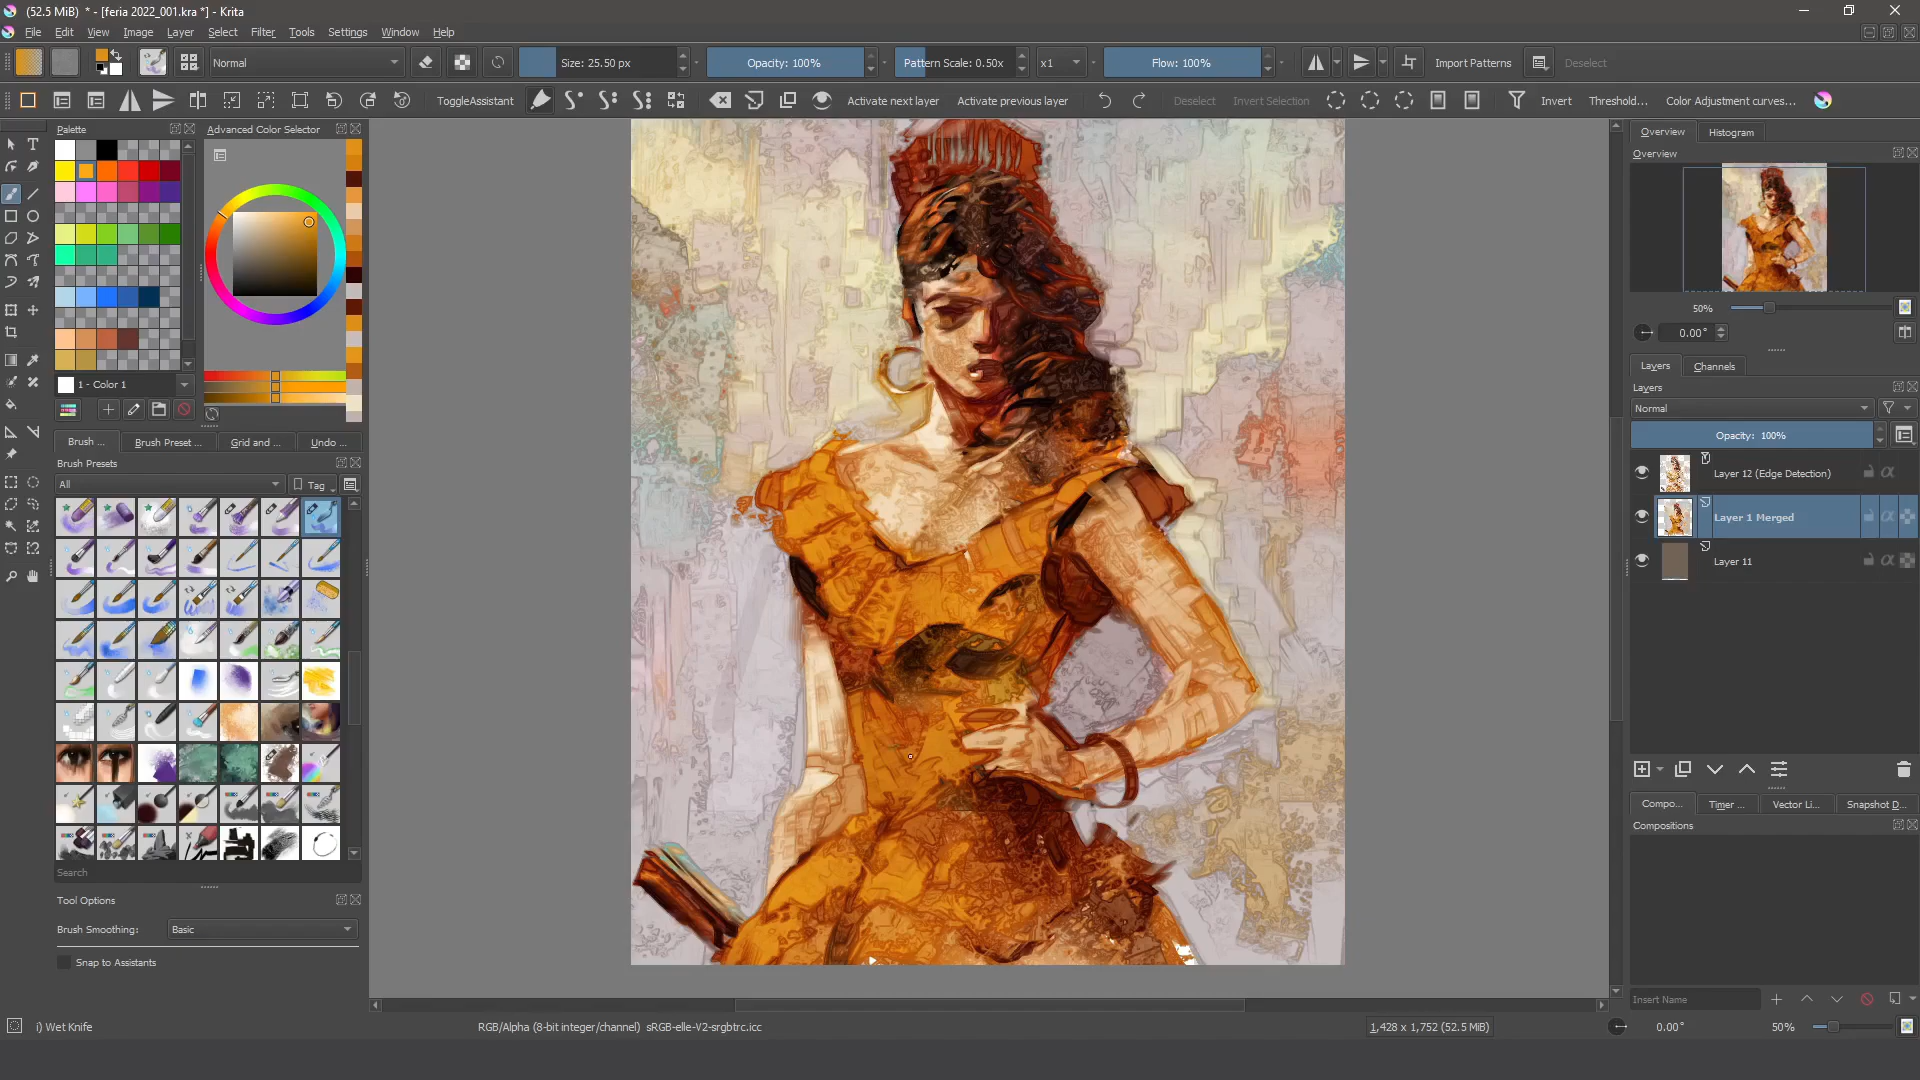 (52.5 MiB) * - [feria 2022_001.kra *] - Krita
File Edit View Image Layer Select Filter Tools Settings Window Help
Normal Size: 25.50 px Opacity: 100% Pattern Scale: 0.50x x1 Flow: 100% Import Patterns Deselect
ToggleAssistant Activate next layer Activate previous layer Deselect Invert Selection Invert Threshold... Color Adjustment curves...
Palette Advanced Color Selector
1 - Color 1
Brush ... Brush Preset ... Grid and ... Undo ...
Brush Presets
All Tag
Search
Tool Options
Brush Smoothing: Basic
Snap to Assistants
Overview Histogram
Overview
50%
0.00°
Layers Channels
Layers
Normal
Opacity: 100%
Layer 12 (Edge Detection)
Layer 1 Merged
Layer 11
Compo... Timer ... Vector Li... Snapshot D...
Compositions
Insert Name
i) Wet Knife RGB/Alpha (8-bit integer/channel) sRGB-elle-V2-srgbtrc.icc 1,428 x 1,752 (52.5 MiB) 0.00° 50%